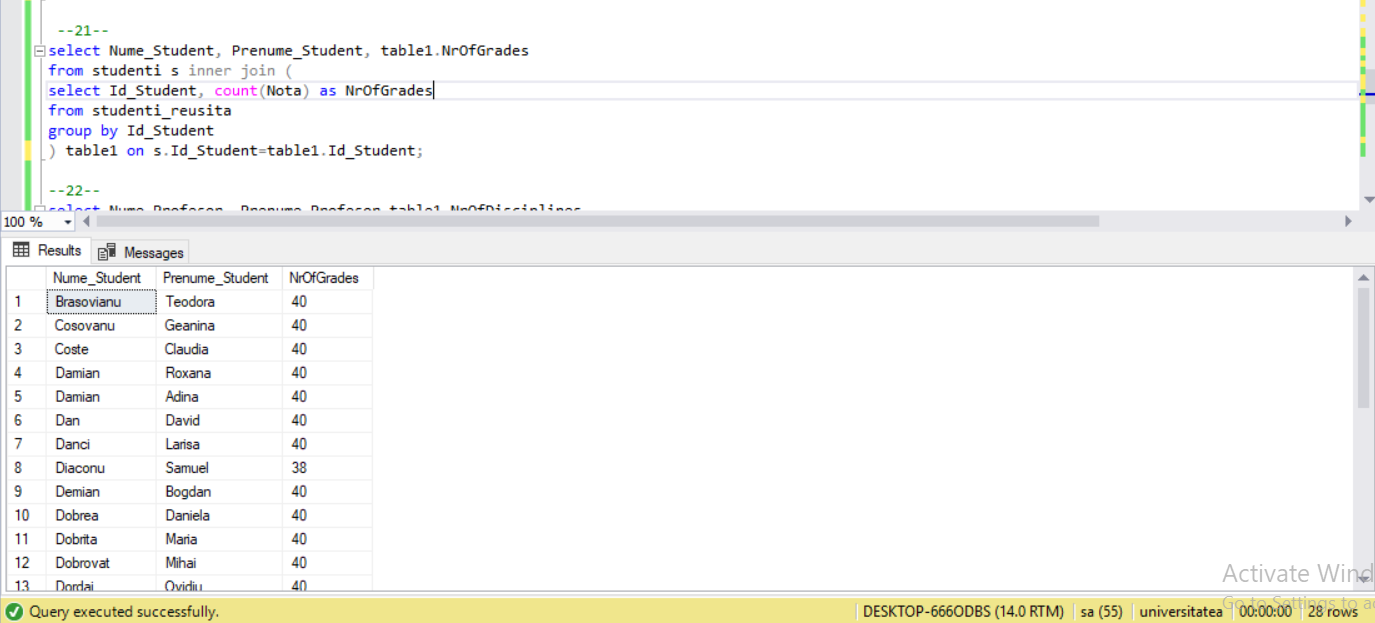 --21--
select Nume_Student, Prenume_Student, table1.NrOfGrades
from studenti s inner join (
select Id_Student, count(Nota) as NrOfGrades
from studenti_reusita
group by Id_Student
) table1 on s.Id_Student=table1.Id_Student;
--22--
select Nume_Profesor, Prenume_Profesor,table1.NrOfDisciplines
100 %
Results Messages
Nume_Student Prenume_Student NrOfGrades
1 Brasovianu Teodora 40
2 Cosovanu Geanina 40
3 Coste Claudia 40
4 Damian Roxana 40
5 Damian Adina 40
6 Dan David 40
7 Danci Larisa 40
8 Diaconu Samuel 38
9 Demian Bogdan 40
10 Dobrea Daniela 40
11 Dobrita Maria 40
12 Dobrovat Mihai 40
13 Dordai Ovidiu 40
Activate Wind
Go to Settings to a
Query executed successfully. DESKTOP-666ODBS (14.0 RTM) sa (55) universitatea 00:00:00 28 rows